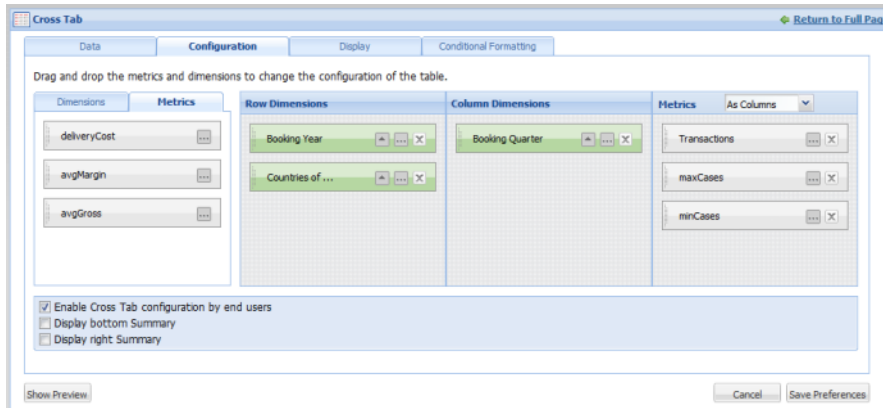 Cross Tab
Return to Full Pag
Data
Configuration
Display
Conditional Formatting
Drag and drop the metrics and dimensions to change the configuration of the table.
Dimensions
Metrics
Row Dimensions
Column Dimensions
Metrics
As Columns
deliveryCost ...
Booking Year ... X
Booking Quarter ... X
Transactions ... X
avgMargin ...
Countries of ... ... X
maxCases ... X
avgGross ...
minCases ... X
Enable Cross Tab configuration by end users
Display bottom Summary
Display right Summary
Show Preview
Cancel
Save Preferences